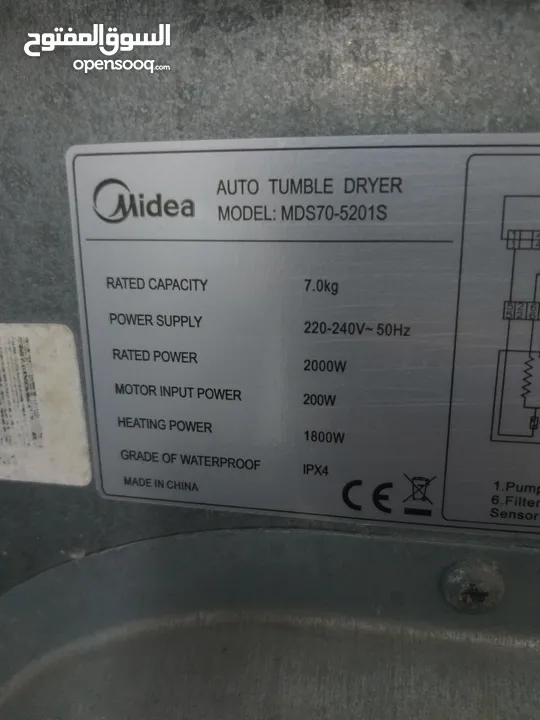 السوق المفتوح
opensooq.com
Midea
AUTO TUMBLE DRYER
MODEL: MDS70-5201S
RATED CAPACITY 7.0kg
POWER SUPPLY 220-240V~ 50Hz
RATED POWER 2000W
MOTOR INPUT POWER 200W
HEATING POWER 1800W
GRADE OF WATERPROOF IPX4
MADE IN CHINA
CE
1.Pump
6.Filter
Sensor